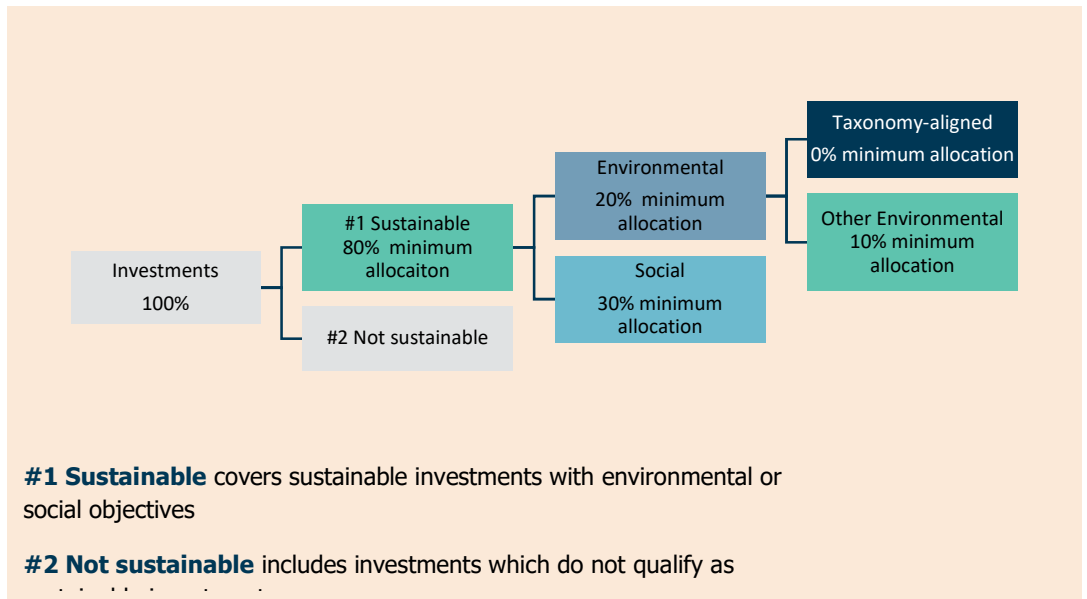 Investments
100%
#1 Sustainable
80% minimum
allocaiton
#2 Not sustainable
Environmental
20% minimum
allocation
Social
30% minimum
allocation
Taxonomy-aligned
0% minimum allocation
Other Environmental
10% minimum
allocation
#1 Sustainable covers sustainable investments with environmental or
social objectives
#2 Not sustainable includes investments which do not qualify as